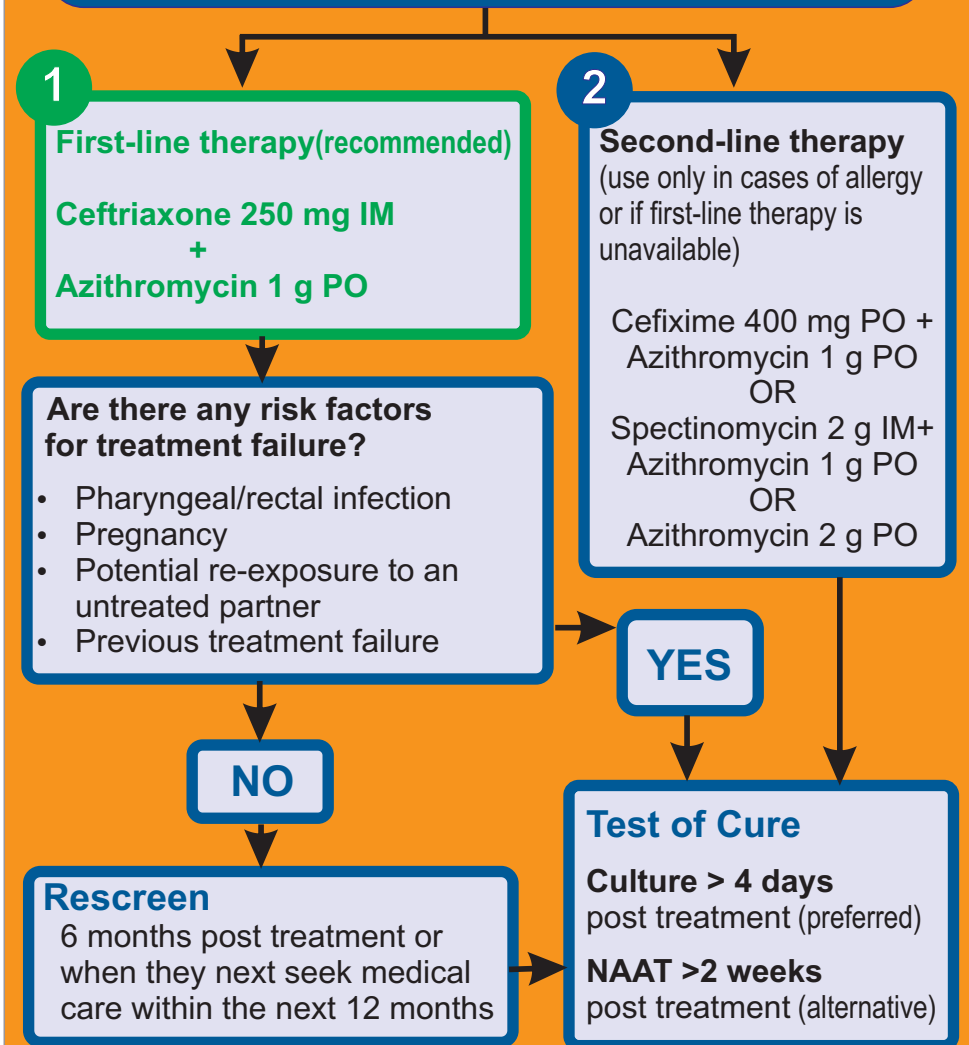 1
First-line therapy(recommended)
Ceftriaxone 250 mg IM
+
Azithromycin 1 g PO
2
Second-line therapy
(use only in cases of allergy
or if first-line therapy is
unavailable)
Cefixime 400 mg PO +
Azithromycin 1 g PO
OR
Spectinomycin 2 g IM+
Azithromycin 1 g PO
OR
Azithromycin 2 g PO
Are there any risk factors
for treatment failure?
• Pharyngeal/rectal infection
• Pregnancy
• Potential re-exposure to an
untreated partner
• Previous treatment failure
YES
NO
Rescreen
6 months post treatment or
when they next seek medical
care within the next 12 months
Test of Cure
Culture > 4 days
post treatment (preferred)
NAAT >2 weeks
post treatment (alternative)